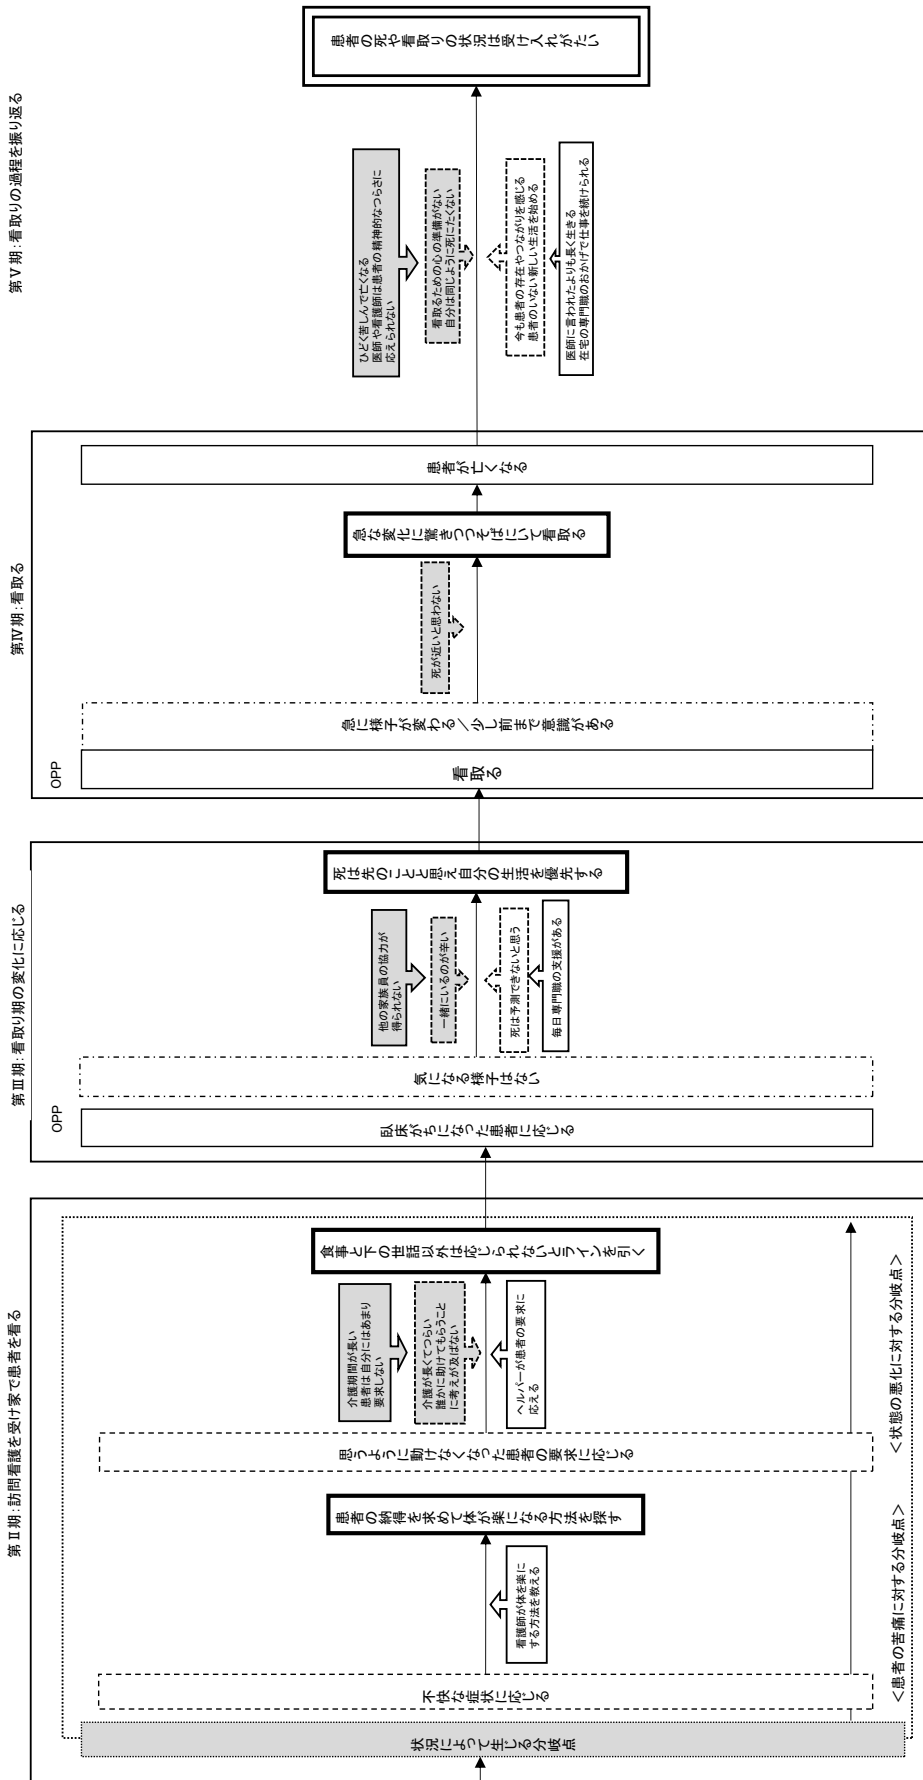 第Ⅱ期:訪問看護を受け家で患者を看る
状況によって生じる分岐点
不快な症状に応じる
看護師が体を楽に
する方法を教える
患者の納得を求めて体が楽になる方法を探す
<患者の苦痛に対する分岐点>
思うように動けなくなった患者の要求に応じる
介護期間が長い
患者は自分にはあまり
要求しない
介護が長くてつらい
誰かに助けてもらうこと
に考えが及ばない
ヘルパーが患者の要求に
応える
食事と下の世話以外は応じられないとラインを引く
<状態の悪化に対する分岐点>
第Ⅲ期:看取り期の変化に応じる
OPP
臥床がちになった患者に応じる
気になる様子はない
他の家族員の協力が
得られない
一緒にいるのが辛い
死は予測できないと思う
毎日専門職の支援がある
死は先のことと思え自分の生活を優先する
第Ⅳ期:看取る
OPP
看取る
急に様子が変わる/少し前まで意識がある
死が近いと思わない
急な変化に驚きつつそばにいて看取る
患者が亡くなる
第Ⅴ期:看取りの過程を振り返る
ひどく苦しんで亡くなる
医師や看護師は患者の精神的なつらさに
応えられない
看取るための心の準備がない
自分は同じように死にたくない
今も患者の存在やつながりを感じる
患者のいない新しい生活を始める
医師に言われたよりも長く生きる
在宅の専門職のおかげで仕事を続けられる
患者の死や看取りの状況は受け入れがたい